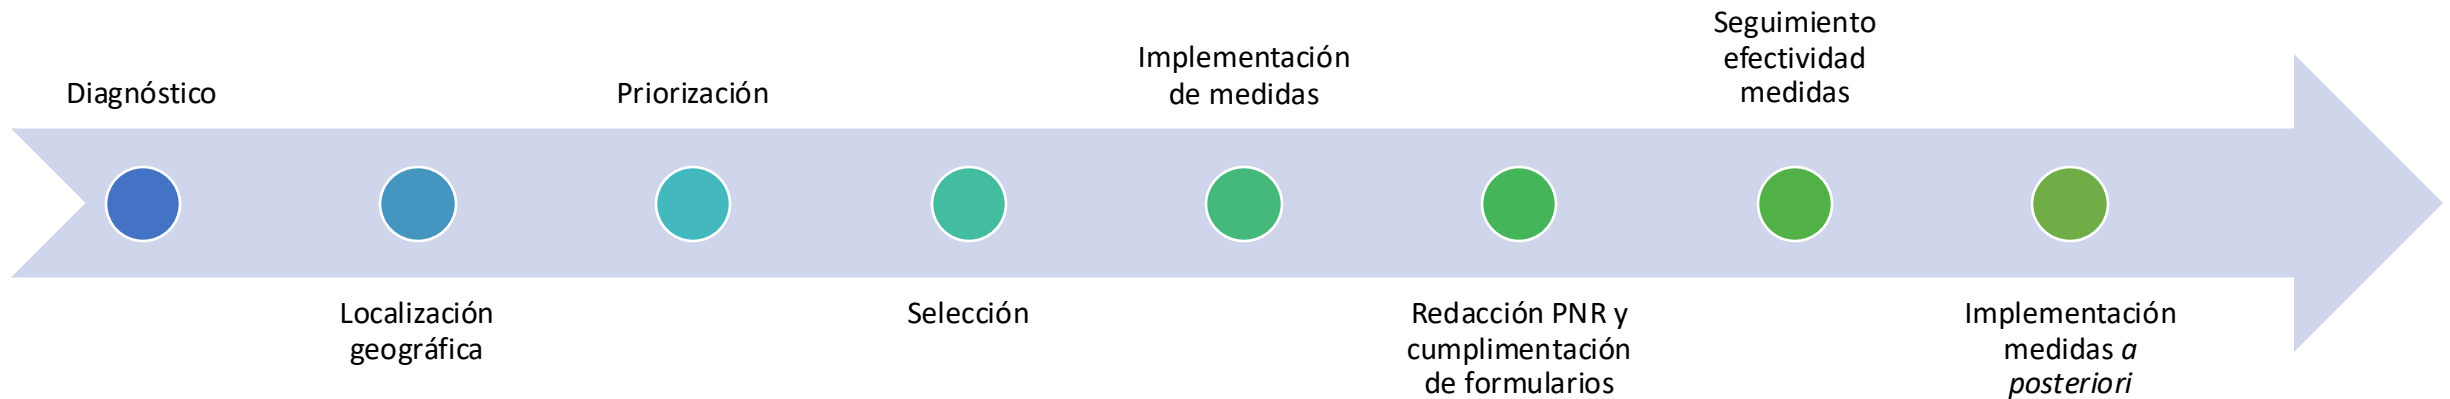 Diagnóstico
Localización
geográfica
Priorización
Selección
Implementación
de medidas
Redacción PNR y
cumplimentación
de formularios
Seguimiento
efectividad
medidas
Implementación
medidas a
posteriori